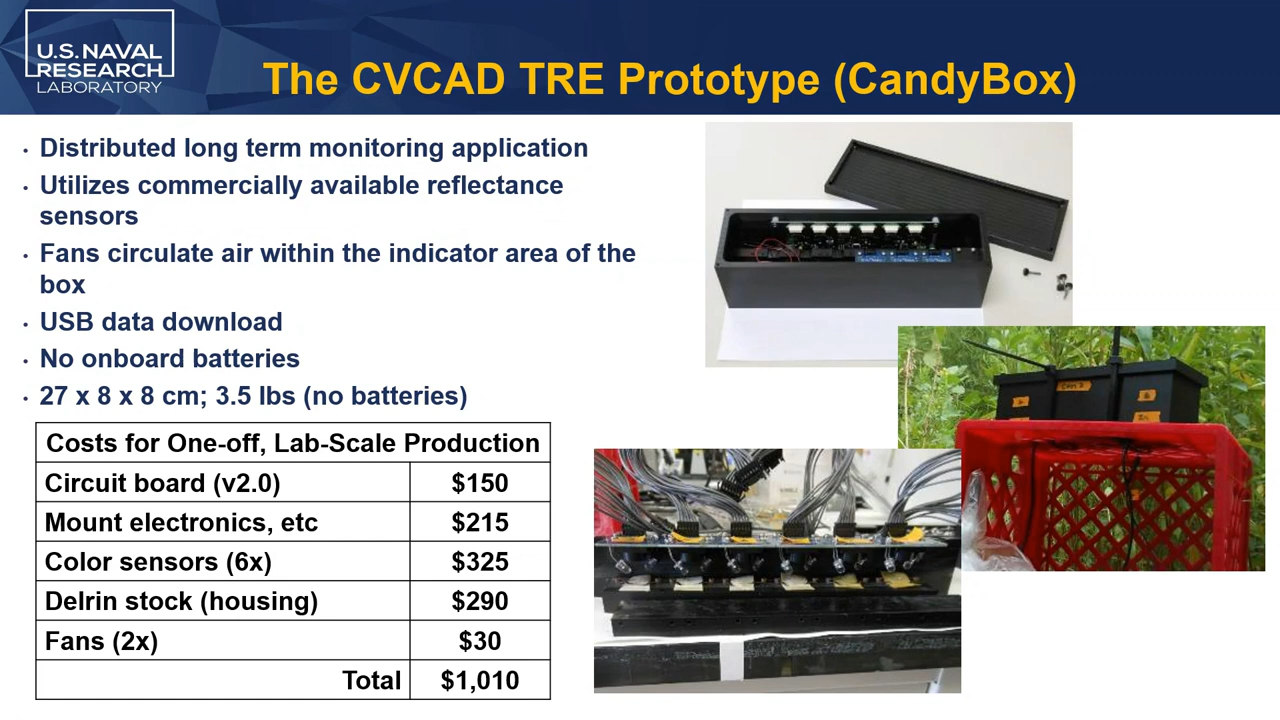 U.S. NAVAL
RESEARCH
LABORATORY
The CVCAD TRE Prototype (CandyBox)
• Distributed long term monitoring application
• Utilizes commercially available reflectance
sensors
• Fans circulate air within the indicator area of the
box
• USB data download
• No onboard batteries
• 27 x 8 x 8 cm; 3.5 lbs (no batteries)
Costs for One-off, Lab-Scale Production
Circuit board (v2.0) $150
Mount electronics, etc $215
Color sensors (6x) $325
Delrin stock (housing) $290
Fans (2x) $30
Total $1,010